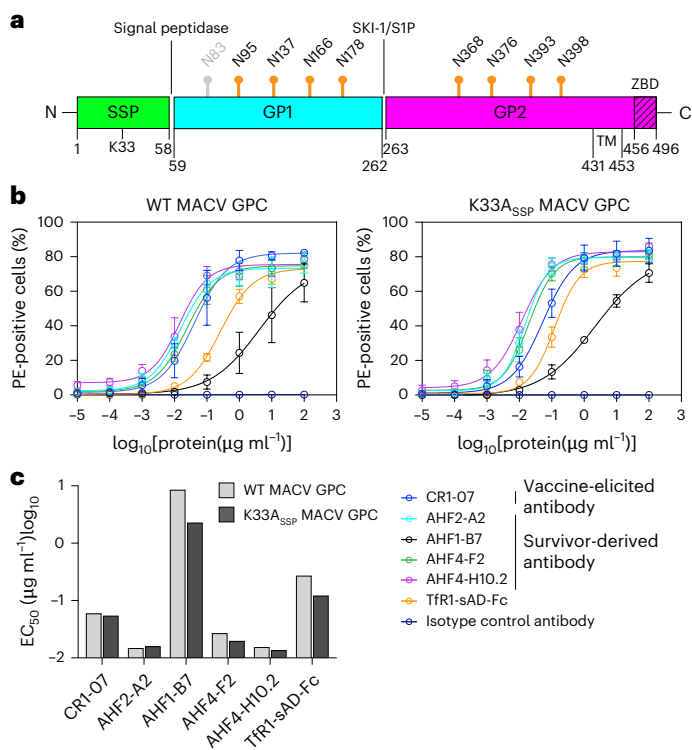 a
Signal peptidase
SKI-1/S1P
N83 N95 N137 N166 N178 N368 N376 N393 N398
ZBD
N SSP GP1 GP2 C
1 K33 58 263 TM 456 496
59 262 431 453
b
WT MACV GPC
PE-positive cells (%)
100
80
60
40
20
0
−5 −4 −3 −2 −1 0 1 2 3
log10[protein(μg ml−1)]
K33ASSP MACV GPC
PE-positive cells (%)
100
80
60
40
20
0
−5 −4 −3 −2 −1 0 1 2 3
log10[protein(μg ml−1)]
c
EC50 (μg ml−1)log10
1
0
−1
−2
WT MACV GPC
K33ASSP MACV GPC
CR1-07 AHF2-A2 AHF1-B7 AHF4-F2 AHF4-H10.2 TfR1-sAD-Fc
CR1-07
AHF2-A2
AHF1-B7
AHF4-F2
AHF4-H10.2
TfR1-sAD-Fc
Isotype control antibody
Vaccine-elicited
antibody
Survivor-derived
antibody